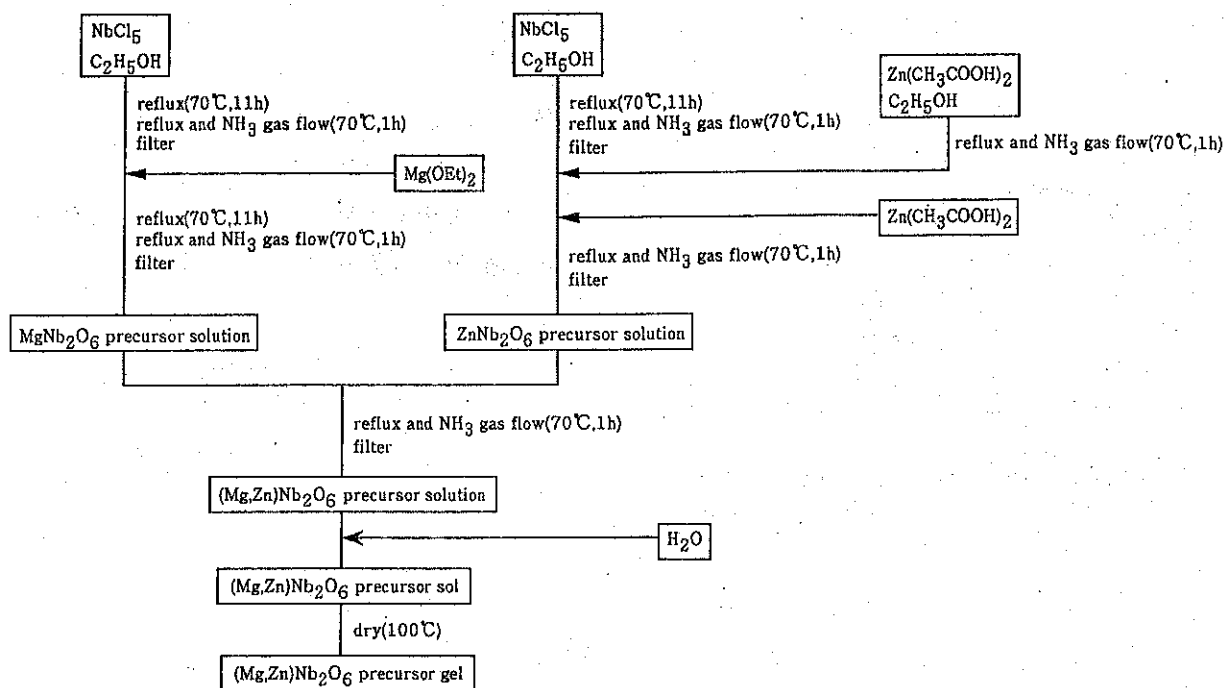 NbCl5
C2H5OH
NbCl5
C2H5OH
Zn(CH3COOH)2
C2H5OH
reflux(70℃,11h)
reflux and NH3 gas flow(70℃,1h)
filter
reflux(70℃,11h)
reflux and NH3 gas flow(70℃,1h)
filter
reflux and NH3 gas flow(70℃,1h)
Mg(OEt)2
Zn(CH3COOH)2
reflux(70℃,11h)
reflux and NH3 gas flow(70℃,1h)
filter
reflux and NH3 gas flow(70℃,1h)
filter
MgNb2O6 precursor solution
ZnNb2O6 precursor solution
reflux and NH3 gas flow(70℃,1h)
filter
(Mg,Zn)Nb2O6 precursor solution
H2O
(Mg,Zn)Nb2O6 precursor sol
dry(100℃)
(Mg,Zn)Nb2O6 precursor gel